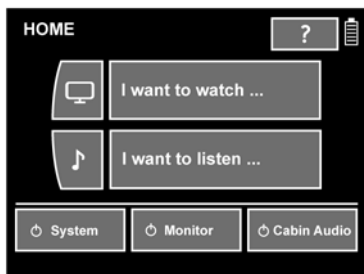 HOME
?
I want to watch ...
I want to listen ...
System
Monitor
Cabin Audio